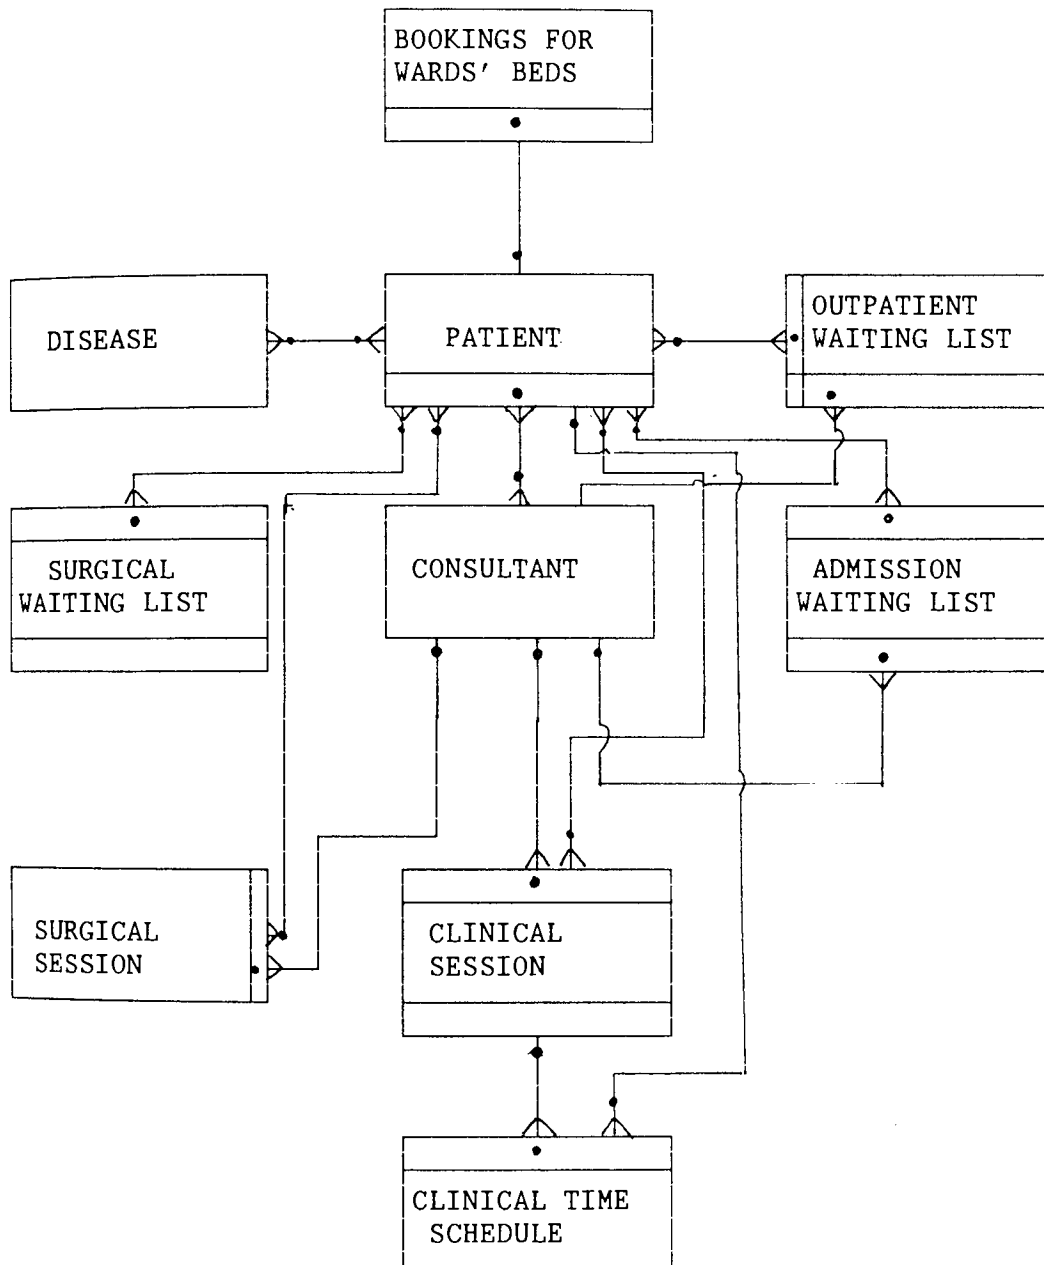 BOOKINGS FOR
WARDS' BEDS
DISEASE
PATIENT
OUTPATIENT
WAITING LIST
SURGICAL
WAITING LIST
CONSULTANT
ADMISSION
WAITING LIST
SURGICAL
SESSION
CLINICAL
SESSION
CLINICAL TIME
SCHEDULE